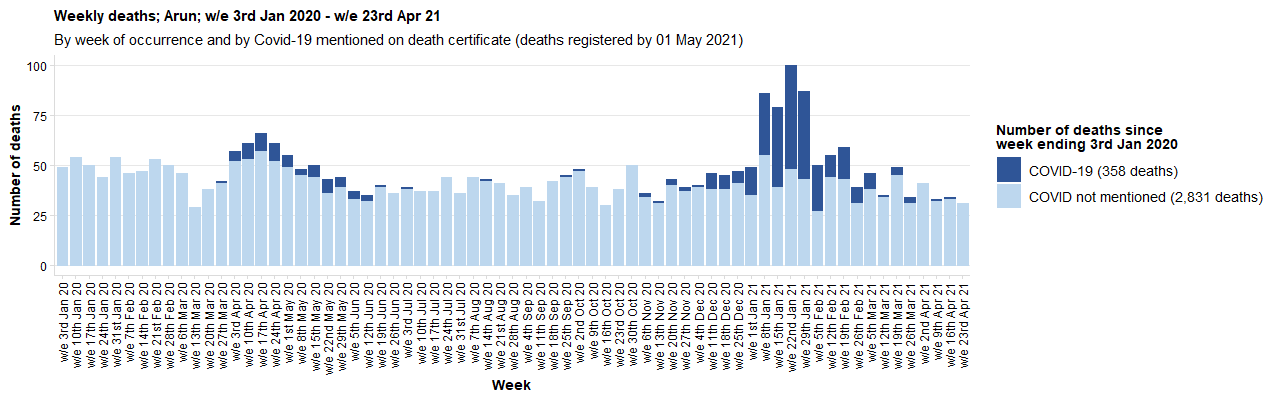 Weekly deaths; Arun; w/e 3rd Jan 2020 - w/e 23rd Apr 21
By week of occurrence and by Covid-19 mentioned on death certificate (deaths registered by 01 May 2021)
Number of deaths
100
75
50
25
0
w/e 3rd Jan 20
w/e 10th Jan 20
w/e 17th Jan 20
w/e 24th Jan 20
w/e 31st Jan 20
w/e 7th Feb 20
w/e 14th Feb 20
w/e 21st Feb 20
w/e 28th Feb 20
w/e 6th Mar 20
w/e 13th Mar 20
w/e 20th Mar 20
w/e 27th Mar 20
w/e 3rd Apr 20
w/e 10th Apr 20
w/e 17th Apr 20
w/e 24th Apr 20
w/e 1st May 20
w/e 8th May 20
w/e 15th May 20
w/e 22nd May 20
w/e 29th May 20
w/e 5th Jun 20
w/e 12th Jun 20
w/e 19th Jun 20
w/e 26th Jun 20
w/e 3rd Jul 20
w/e 10th Jul 20
w/e 17th Jul 20
w/e 24th Jul 20
w/e 31st Jul 20
w/e 7th Aug 20
w/e 14th Aug 20
w/e 21st Aug 20
w/e 28th Aug 20
w/e 4th Sep 20
w/e 11th Sep 20
w/e 18th Sep 20
w/e 25th Sep 20
w/e 2nd Oct 20
w/e 9th Oct 20
w/e 16th Oct 20
w/e 23rd Oct 20
w/e 30th Oct 20
w/e 6th Nov 20
w/e 13th Nov 20
w/e 20th Nov 20
w/e 27th Nov 20
w/e 4th Dec 20
w/e 11th Dec 20
w/e 18th Dec 20
w/e 25th Dec 20
w/e 1st Jan 21
w/e 8th Jan 21
w/e 15th Jan 21
w/e 22nd Jan 21
w/e 29th Jan 21
w/e 5th Feb 21
w/e 12th Feb 21
w/e 19th Feb 21
w/e 26th Feb 21
w/e 5th Mar 21
w/e 12th Mar 21
w/e 19th Mar 21
w/e 26th Mar 21
w/e 2nd Apr 21
w/e 9th Apr 21
w/e 16th Apr 21
w/e 23rd Apr 21
Week
Number of deaths since
week ending 3rd Jan 2020
COVID-19 (358 deaths)
COVID not mentioned (2,831 deaths)